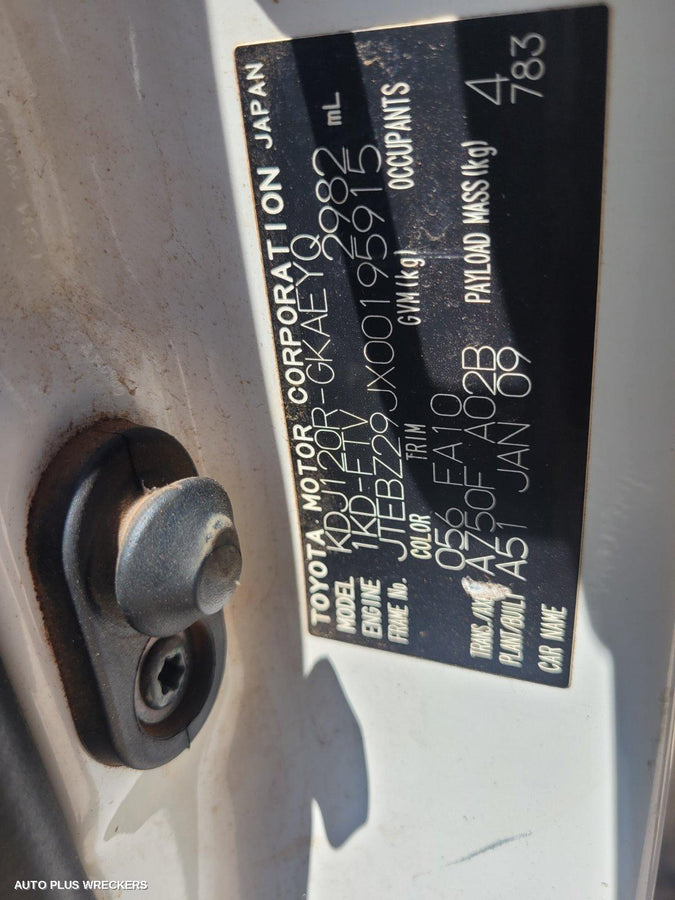 TOYOTA MOTOR CORPORATION JAPAN
MODEL KDJ120R-GKAEYQ
ENGINE 1KD-FTV 2982 mL
FRAME No. JTEBZ29JX00195915
COLOR TRIM GVM(kg) OCCUPANTS
056 FA10 4
TRANS./AXLE A750F A02B PAYLOAD MASS(kg) 783
PLANT/BUILT A51 JAN 09
CAR NAME
AUTO PLUS WRECKERS